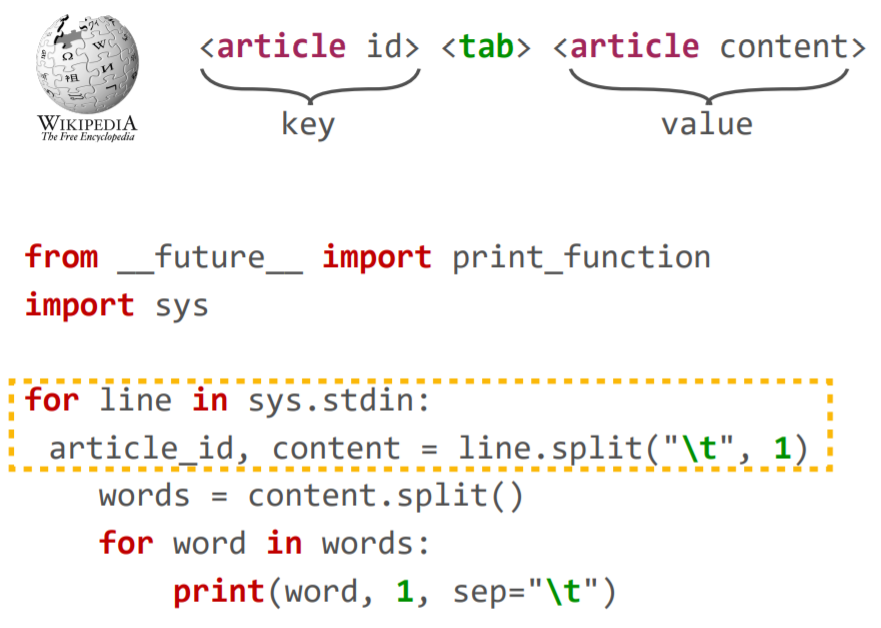 <article id> <tab> <article content>
key value
WIKIPEDIA
The Free Encyclopedia
from __future__ import print_function
import sys
for line in sys.stdin:
article_id, content = line.split("\t", 1)
words = content.split()
for word in words:
print(word, 1, sep="\t")